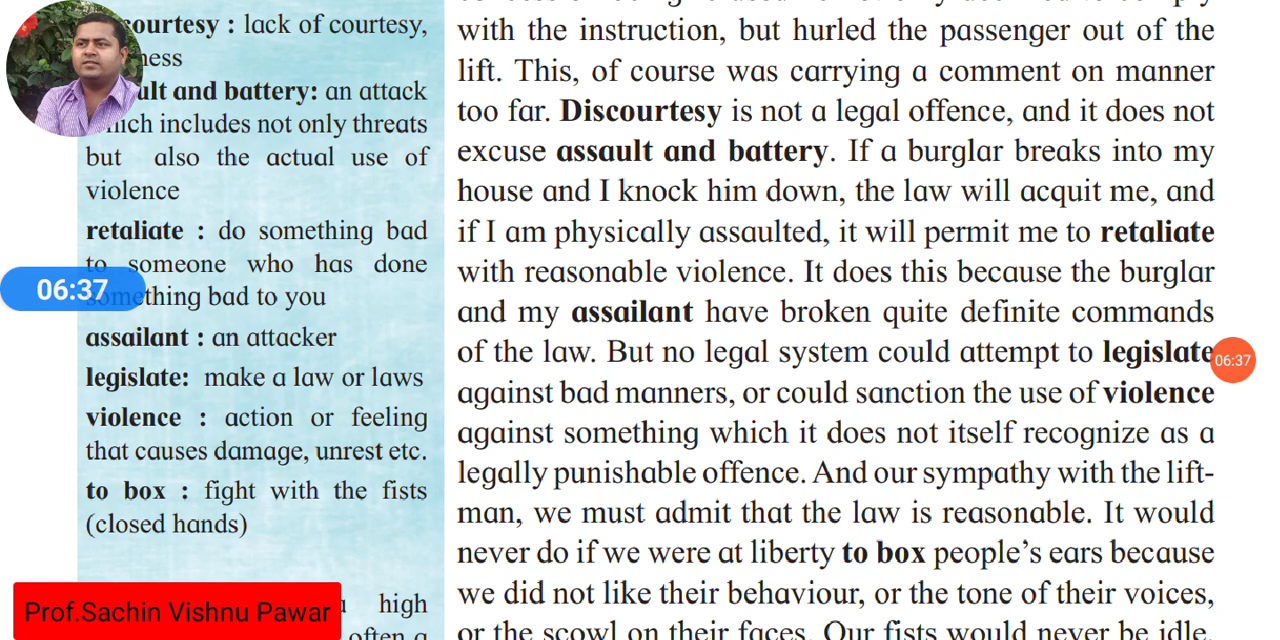 courtesy : lack of courtesy,
ness
ult and battery: an attack
which includes not only threats
but also the actual use of
violence
retaliate : do something bad
to someone who has done
something bad to you
assailant : an attacker
legislate: make a law or laws
violence : action or feeling
that causes damage, unrest etc.
to box : fight with the fists
(closed hands)
high
often a
06:37
Prof.Sachin Vishnu Pawar
with the instruction, but hurled the passenger out of the
lift. This, of course was carrying a comment on manner
too far. Discourtesy is not a legal offence, and it does not
excuse assault and battery. If a burglar breaks into my
house and I knock him down, the law will acquit me, and
if I am physically assaulted, it will permit me to retaliate
with reasonable violence. It does this because the burglar
and my assailant have broken quite definite commands
of the law. But no legal system could attempt to legislate
against bad manners, or could sanction the use of violence
against something which it does not itself recognize as a
legally punishable offence. And our sympathy with the lift-
man, we must admit that the law is reasonable. It would
never do if we were at liberty to box people's ears because
we did not like their behaviour, or the tone of their voices,
or the scowl on their faces. Our fists would never be idle,
06:37